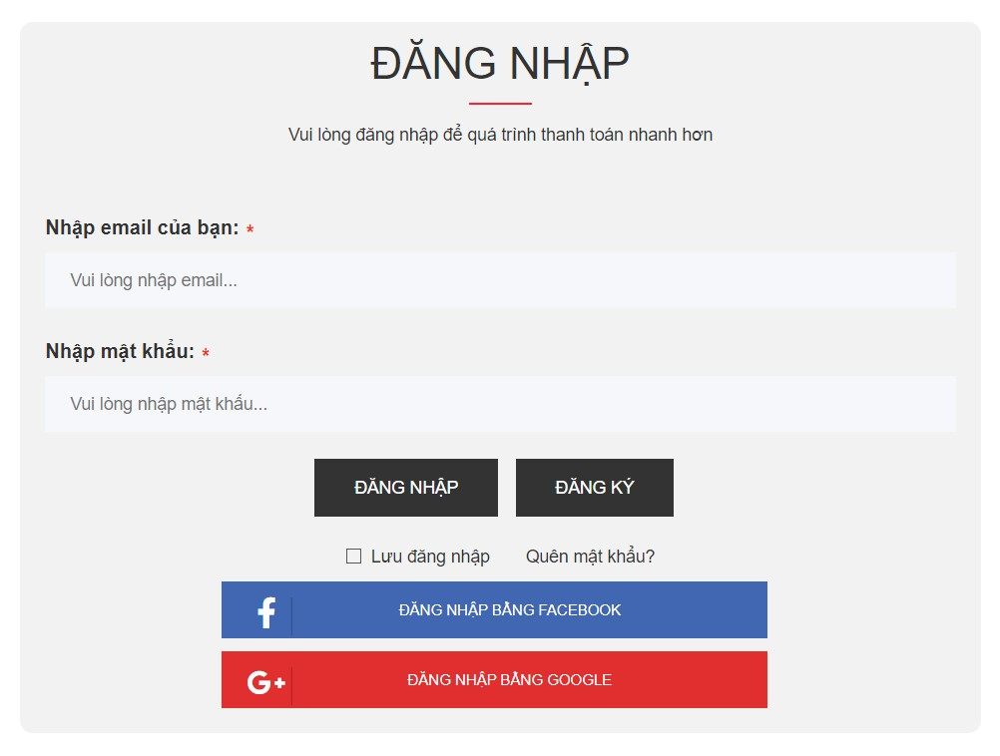 ĐĂNG NHẬP
Vui lòng đăng nhập để quá trình thanh toán nhanh hơn
Nhập email của bạn: *
Vui lòng nhập email...
Nhập mật khẩu: *
Vui lòng nhập mật khẩu...
ĐĂNG NHẬP ĐĂNG KÝ
Lưu đăng nhập Quên mật khẩu?
f ĐĂNG NHẬP BẰNG FACEBOOK
G+ ĐĂNG NHẬP BẰNG GOOGLE